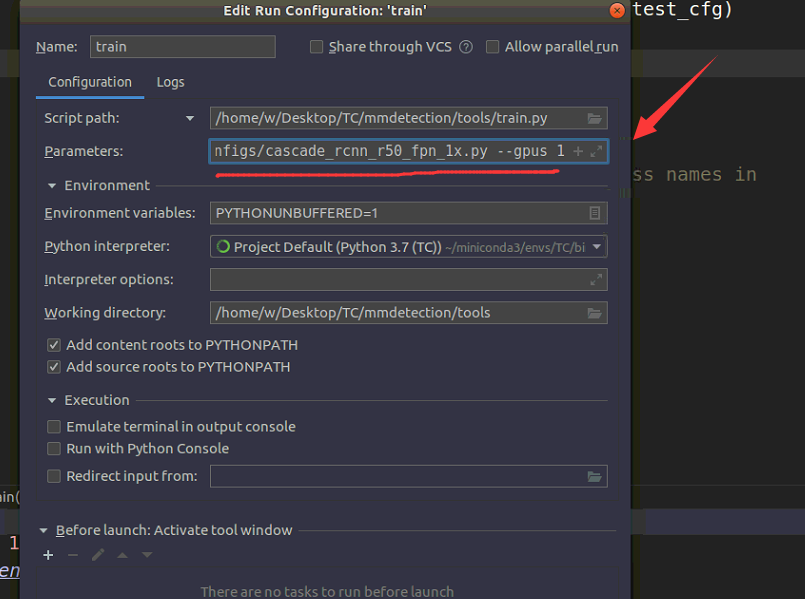 Edit Run Configuration: 'train'
test_cfg)
Name: train Share through VCS ? Allow parallel run
Configuration Logs
Script path: /home/w/Desktop/TC/mmdetection/tools/train.py
Parameters: nfigs/cascade_rcnn_r50_fpn_1x.py --gpus 1
ss names in
Environment
Environment variables: PYTHONUNBUFFERED=1
Python interpreter: Project Default (Python 3.7 (TC)) ~/miniconda3/envs/TC/bi
Interpreter options:
Working directory: /home/w/Desktop/TC/mmdetection/tools
Add content roots to PYTHONPATH
Add source roots to PYTHONPATH
Execution
Emulate terminal in output console
Run with Python Console
Redirect input from:
ain(
Before launch: Activate tool window
1
en
There are no tasks to run before launch